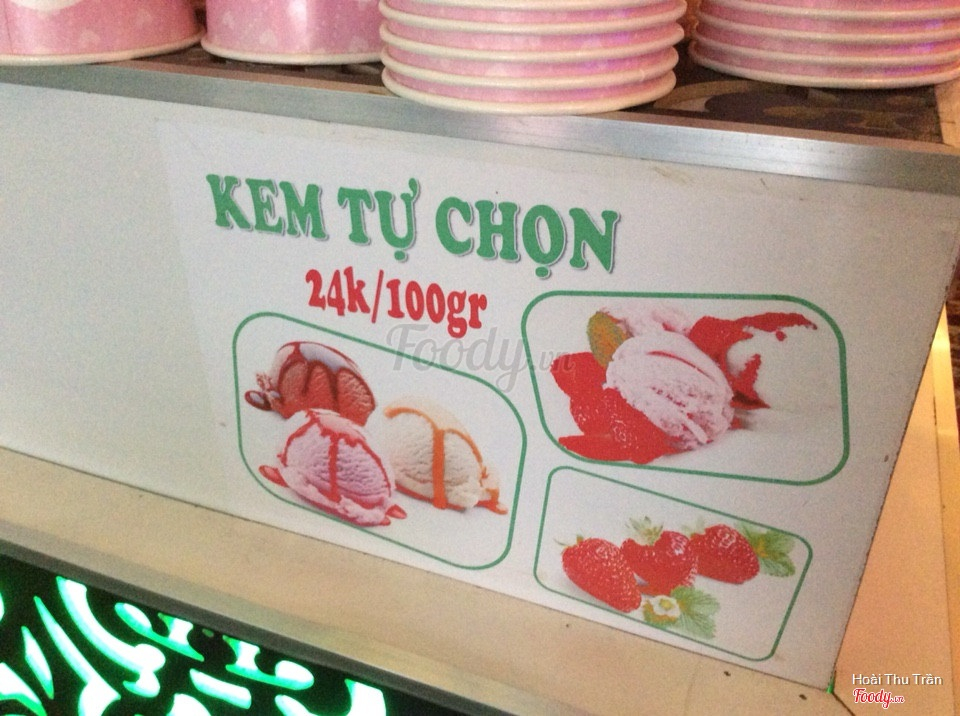 KEM TỰ CHỌN
24k/100gr
Foody.vn
Hoài Thu Trần
Foody.vn